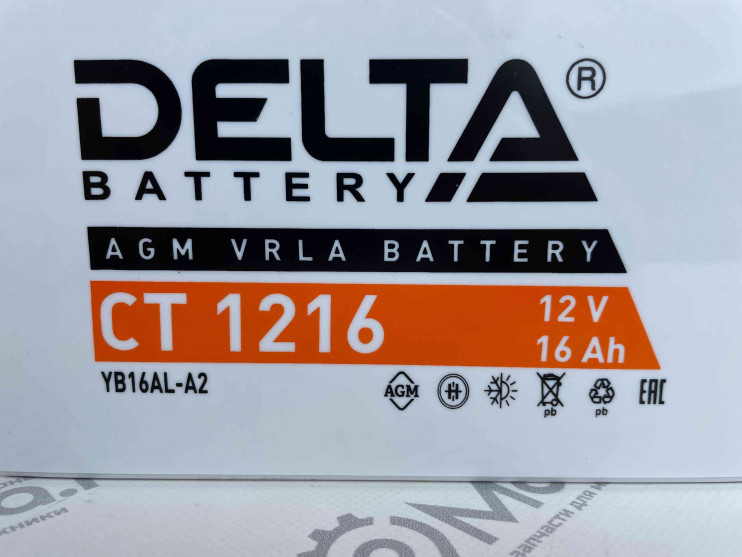 DELTA®
BATTERY
AGM VRLA BATTERY
CT 1216
12 V
16 Ah
YB16AL-A2
AGM
pb
pb
EAC